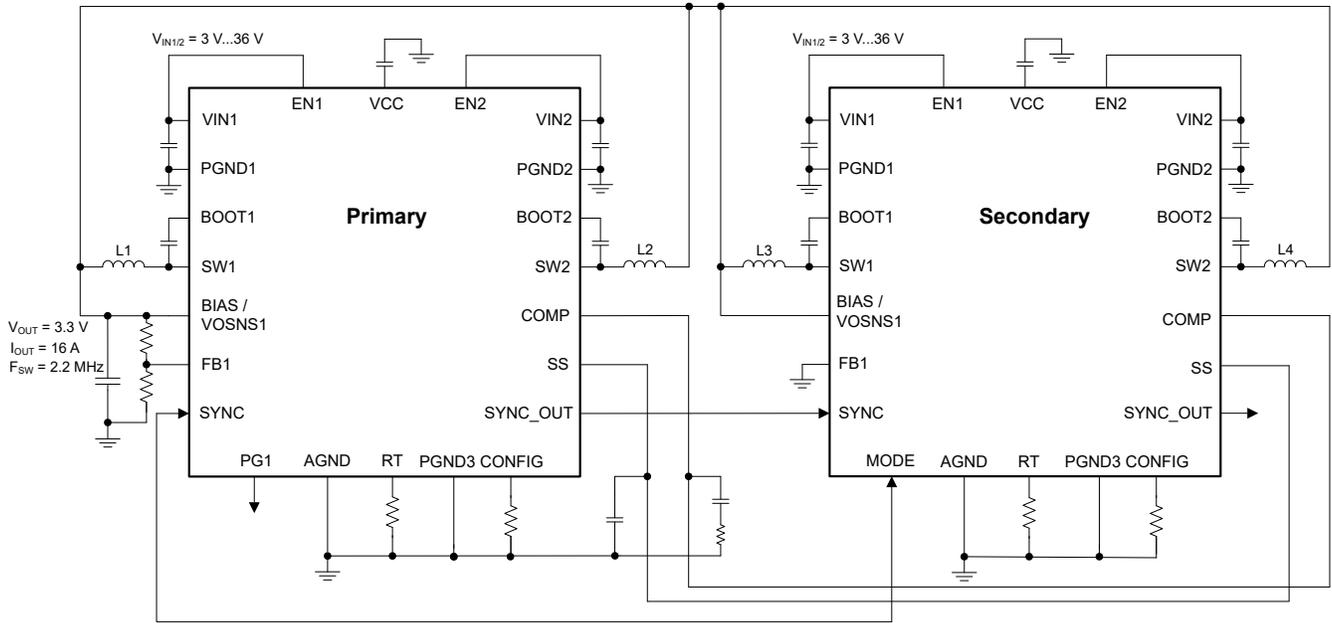 V_IN1/2 = 3 V...36 V
EN1
VCC
EN2
VIN1
VIN2
PGND1
PGND2
BOOT1
Primary
BOOT2
L1
SW1
SW2
L2
BIAS /
VOSNS1
COMP
V_OUT = 3.3 V
I_OUT = 16 A
F_SW = 2.2 MHz
FB1
SS
SYNC
SYNC_OUT
PG1
AGND
RT
PGND3
CONFIG
V_IN1/2 = 3 V...36 V
EN1
VCC
EN2
VIN1
VIN2
PGND1
PGND2
BOOT1
Secondary
BOOT2
L3
SW1
SW2
L4
BIAS /
VOSNS1
COMP
FB1
SS
SYNC
SYNC_OUT
MODE
AGND
RT
PGND3
CONFIG